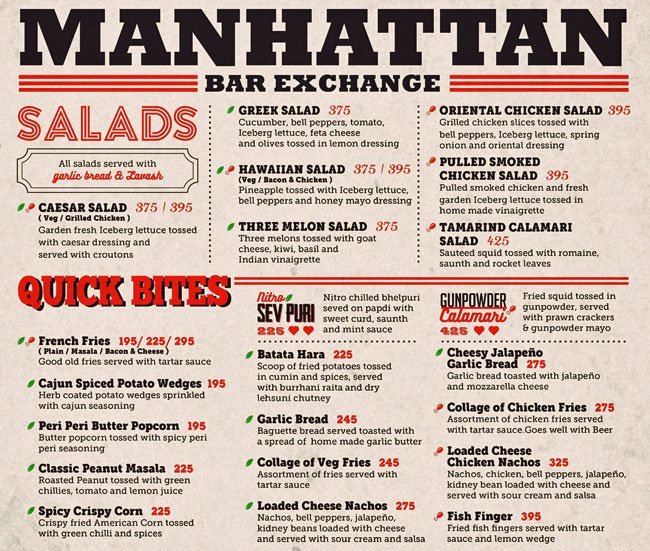 MANHATTAN
BAR EXCHANGE
SALADS
All salads served with
garlic bread & Lavash
CAESAR SALAD 375 | 395
( Veg / Grilled Chicken )
Garden fresh Iceberg lettuce tossed
with caesar dressing and
served with croutons
GREEK SALAD 375
Cucumber, bell peppers, tomato,
Iceberg lettuce, feta cheese
and olives tossed in lemon dressing
HAWAIIAN SALAD 375 | 395
(Veg / Bacon & Chicken )
Pineapple tossed with Iceberg lettuce,
bell peppers and honey mayo dressing
THREE MELON SALAD 375
Three melons tossed with goat
cheese, kiwi, basil and
Indian vinaigrette
ORIENTAL CHICKEN SALAD 395
Grilled chicken slices tossed with
bell peppers, Iceberg lettuce, spring
onion and oriental dressing
PULLED SMOKED
CHICKEN SALAD 395
Pulled smoked chicken and fresh
garden Iceberg lettuce tossed in
home made vinaigrette
TAMARIND CALAMARI
SALAD 425
Sauteed squid tossed with romaine,
saunth and rocket leaves
QUICK BITES
French Fries 195/ 225/ 295
( Plain / Masala / Bacon & Cheese )
Good old fries served with tartar sauce
Cajun Spiced Potato Wedges 195
Herb coated potato wedges sprinkled
with cajun seasoning
Peri Peri Butter Popcorn 195
Butter popcorn tossed with spicy peri
peri seasoning
Classic Peanut Masala 225
Roasted Peanut tossed with green
chillies, tomato and lemon juice
Spicy Crispy Corn 225
Crispy fried American Corn tossed
with green chilli and spices
Nitro
SEV PURI
225
Nitro chilled bhelpuri
served on papdi with
sweet curd, saunth
and mint sauce
Batata Hara 225
Scoop of fried potatoes tossed
in cumin and spices, served
with burrhani raita and dry
lehsuni chutney
Garlic Bread 245
Baguette bread served toasted with
a spread of home made garlic butter
Collage of Veg Fries 245
Assortment of fries served with
tartar sauce
Loaded Cheese Nachos 275
Nachos, bell peppers, jalapeño,
kidney beans loaded with cheese
and served with sour cream and salsa
GUNPOWDER
Calamari
425
Fried squid tossed in
gunpowder, served
with prawn crackers
& gunpowder mayo
Cheesy Jalapeño
Garlic Bread 275
Garlic bread toasted with jalapeño
and mozzarella cheese
Collage of Chicken Fries 275
Assortment of chicken fries served
with tartar sauce.Goes well with Beer
Loaded Cheese
Chicken Nachos 325
Nachos, chicken, bell peppers, jalapeño,
kidney bean loaded with cheese and
served with sour cream and salsa
Fish Finger 395
Fried fish fingers served with tartar
sauce and lemon wedge